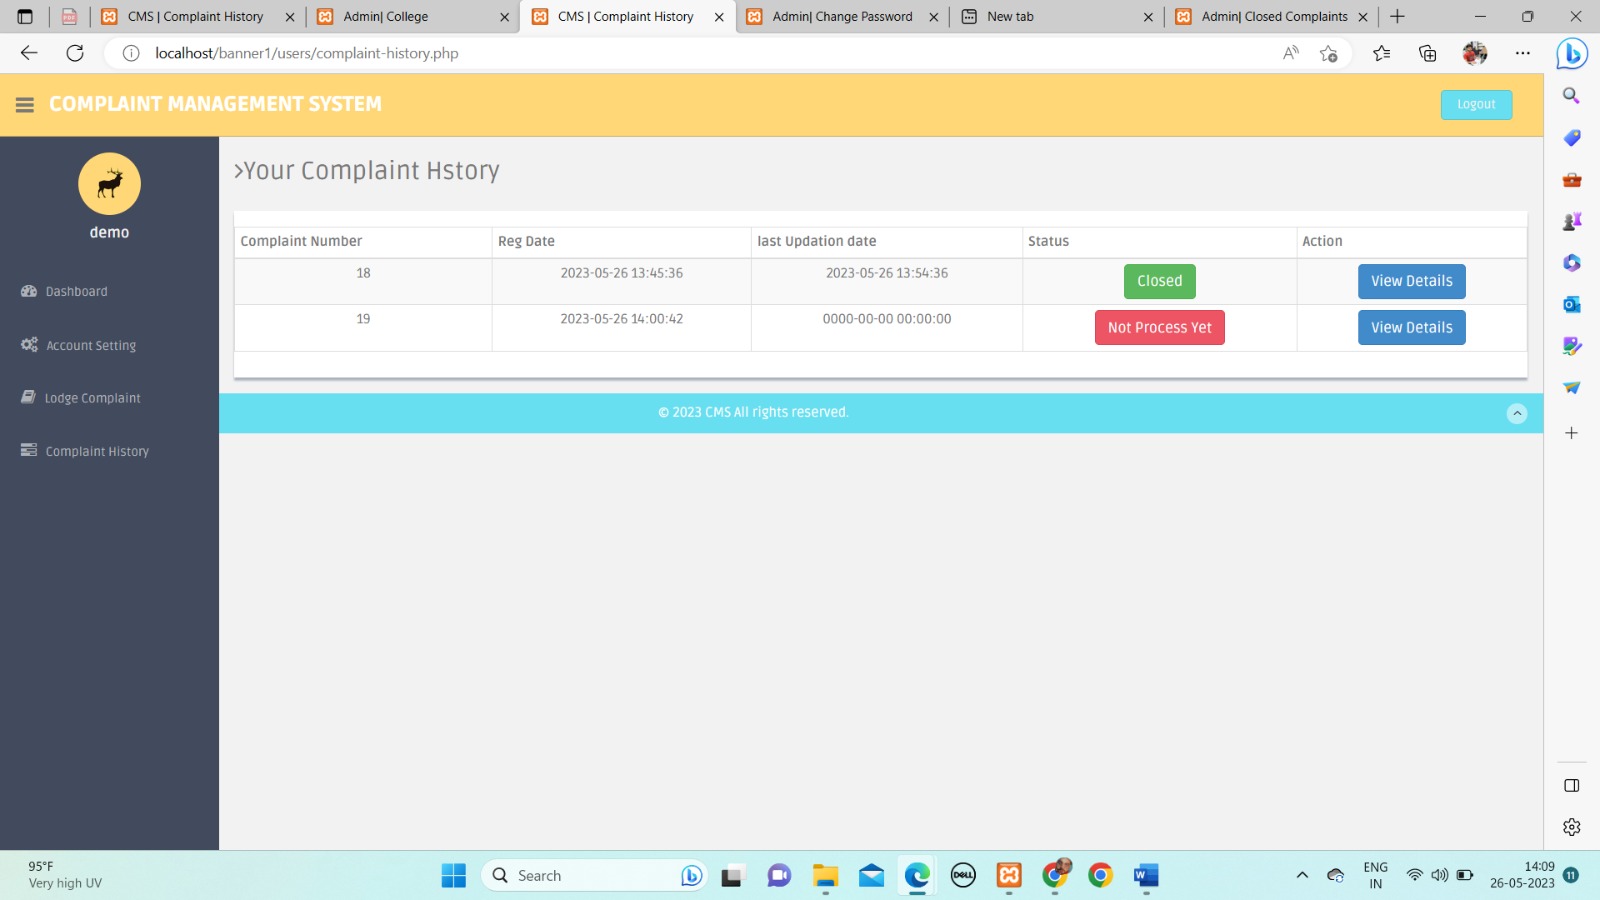 CMS | Complaint History
Admin| College
CMS | Complaint History
Admin| Change Password
New tab
Admin| Closed Complaints
localhost/banner1/users/complaint-history.php
COMPLAINT MANAGEMENT SYSTEM
Logout
demo
Dashboard
Account Setting
Lodge Complaint
Complaint History
>Your Complaint Hstory
Complaint Number Reg Date last Updation date Status Action
18 2023-05-26 13:45:36 2023-05-26 13:54:36 Closed View Details
19 2023-05-26 14:00:42 0000-00-00 00:00:00 Not Process Yet View Details
© 2023 CMS All rights reserved.
95°F
Very high UV
Search
DELL
ENG
IN
14:09
26-05-2023
11